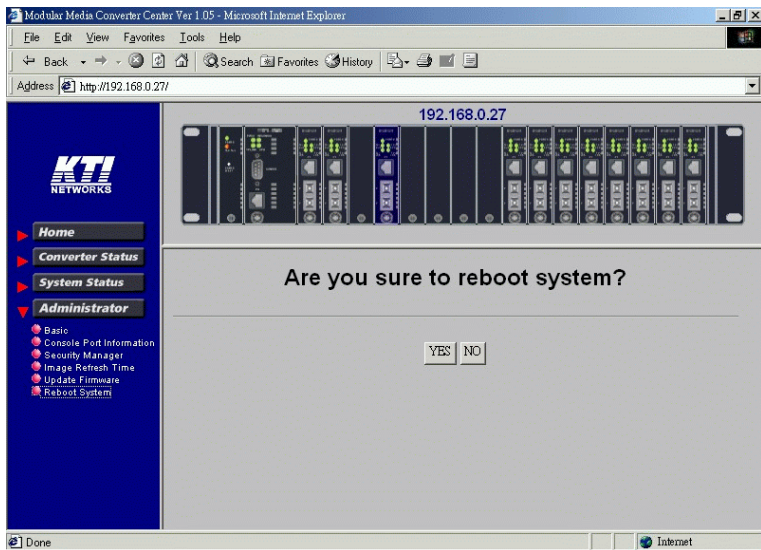 Modular Media Converter Center Ver 1.05 - Microsoft Internet Explorer
File Edit View Favorites Tools Help
Back Search Favorites History
Address http://192.168.0.27/
192.168.0.27
KTI
NETWORKS
Home
Converter Status
System Status
Administrator
Basic
Console Port Information
Security Manager
Image Refresh Time
Update Firmware
Reboot System
Are you sure to reboot system?
YES NO
Done Internet